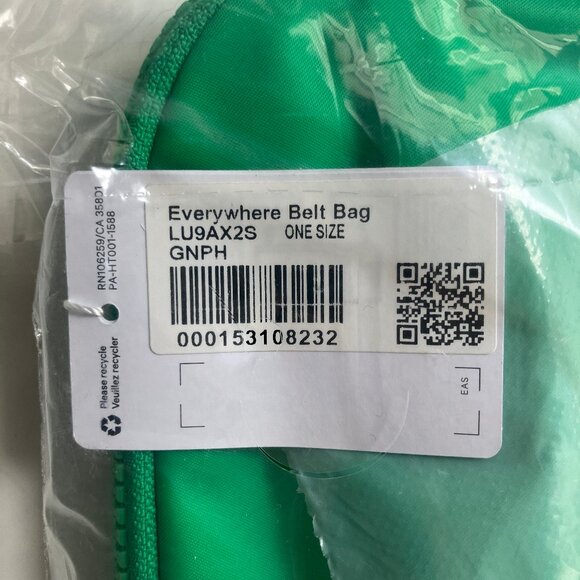 Everywhere Belt Bag
LU9AX2S ONE SIZE
GNPH
000153108232
RN106259/CA 35801
PA-HT001-1588
Please recycle
Veuillez recycler
EAS